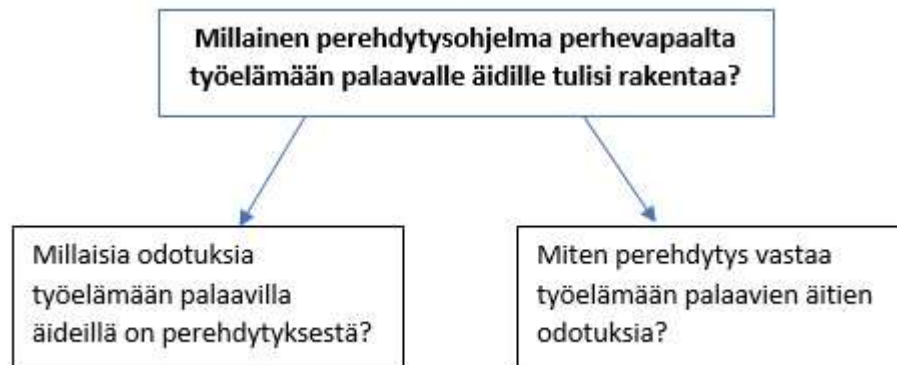 Millainen perehdytysohjelma perhevapaalta
työelämään palaavalle äidille tulisi rakentaa?
Millaisia odotuksia
työelämään palaavilla
äideillä on perehdytyksestä?
Miten perehdytys vastaa
työelämään palaavien äitien
odotuksia?